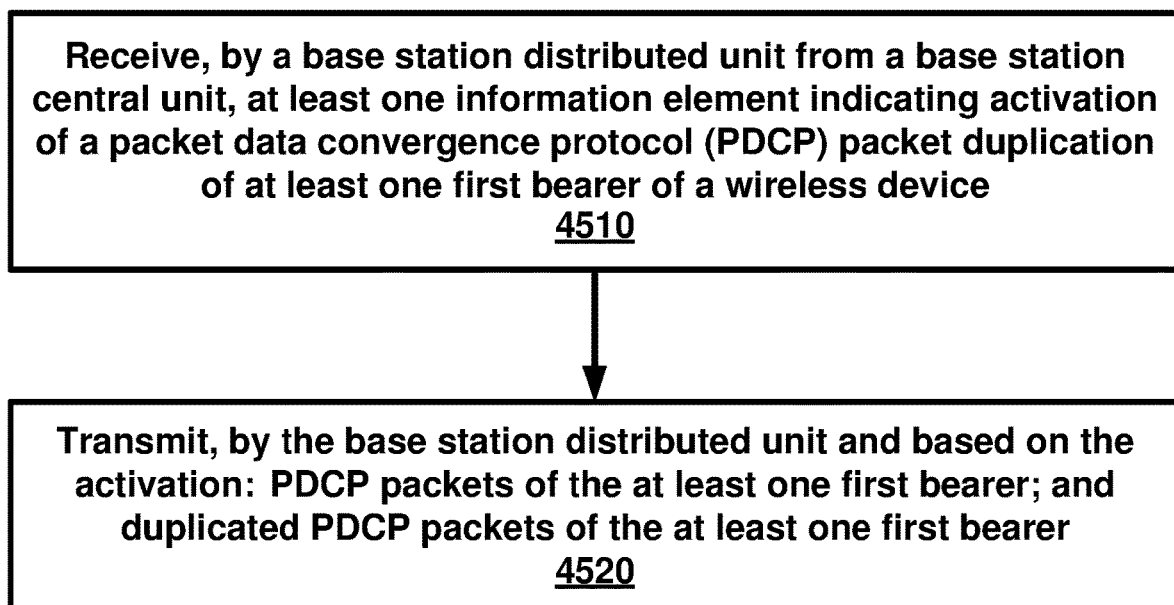 Receive, by a base station distributed unit from a base station
central unit, at least one information element indicating activation
of a packet data convergence protocol (PDCP) packet duplication
of at least one first bearer of a wireless device
4510
Transmit, by the base station distributed unit and based on the
activation: PDCP packets of the at least one first bearer; and
duplicated PDCP packets of the at least one first bearer
4520